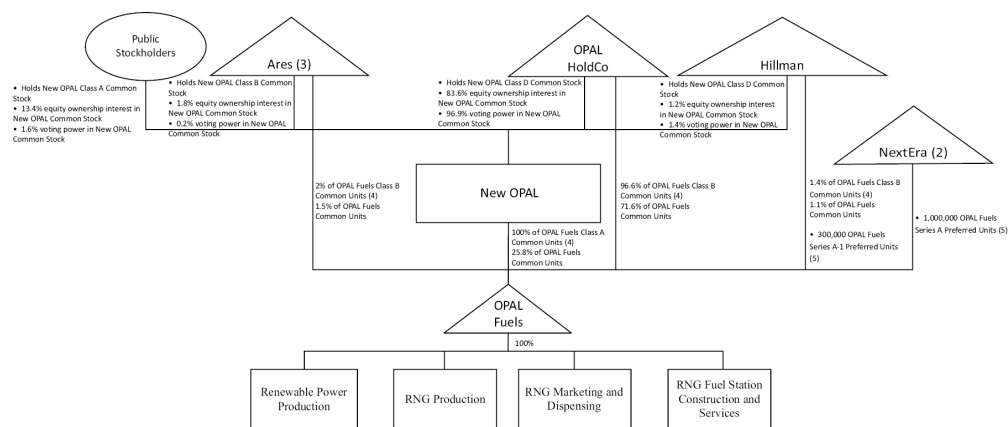 Public
Stockholders
Ares (3)
OPAL
HoldCo
Hillman
• Holds New OPAL Class A Common
Stock
• 13.4% equity ownership interest in
New OPAL Common Stock
• 1.6% voting power in New OPAL
Common Stock
• Holds New OPAL Class B Common
Stock
• 1.8% equity ownership interest in
New OPAL Common Stock
• 0.2% voting power in New OPAL
Common Stock
• Holds New OPAL Class D Common Stock
• 83.6% equity ownership interest in
New OPAL Common Stock
• 96.9% voting power in New OPAL
Common Stock
• Holds New OPAL Class D Common Stock
• 1.2% equity ownership interest
in New OPAL Common Stock
• 1.4% voting power in New OPAL
Common Stock
NextEra (2)
2% of OPAL Fuels Class B
Common Units (4)
1.5% of OPAL Fuels
Common Units
New OPAL
96.6% of OPAL Fuels Class B
Common Units (4)
71.6% of OPAL Fuels
Common Units
1.4% of OPAL Fuels Class B
Common Units (4)
1.1% of OPAL Fuels
Common Units
• 300,000 OPAL Fuels
Series A-1 Preferred Units
(5)
• 1,000,000 OPAL Fuels
Series A Preferred Units (5)
100% of OPAL Fuels Class A
Common Units (4)
25.8% of OPAL Fuels
Common Units
OPAL
Fuels
100%
Renewable Power
Production
RNG Production
RNG Marketing and
Dispensing
RNG Fuel Station
Construction and
Services